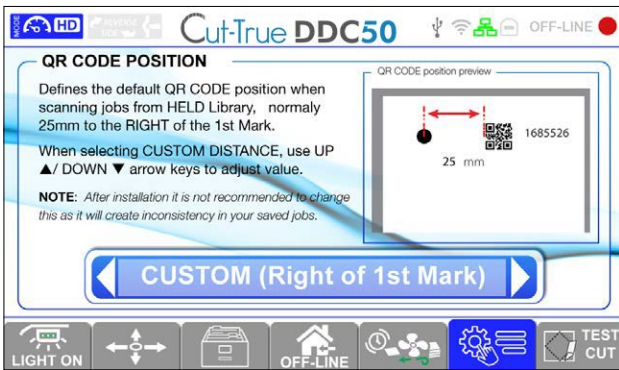 MODE
HD
REVERSE
SIDE
Cut-True DDC50
OFF-LINE
QR CODE POSITION
Defines the default QR CODE position when
scanning jobs from HELD Library, normaly
25mm to the RIGHT of the 1st Mark.
When selecting CUSTOM DISTANCE, use UP
▲/ DOWN ▼ arrow keys to adjust value.
NOTE: After installation it is not recommended to change
this as it will create inconsistency in your saved jobs.
QR CODE position preview
1685526
25 mm
CUSTOM (Right of 1st Mark)
LIGHT ON
OFF-LINE
TEST
CUT